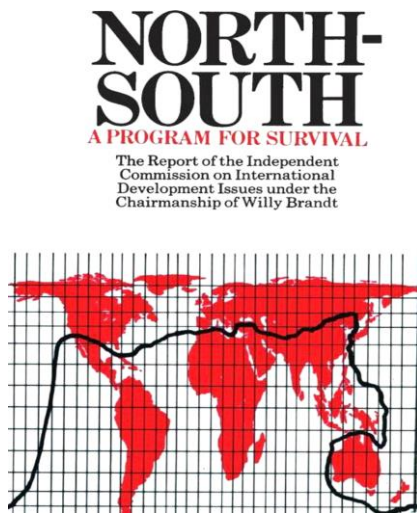 NORTH-
SOUTH
A PROGRAM FOR SURVIVAL
The Report of the Independent
Commission on International
Development Issues under the
Chairmanship of Willy Brandt